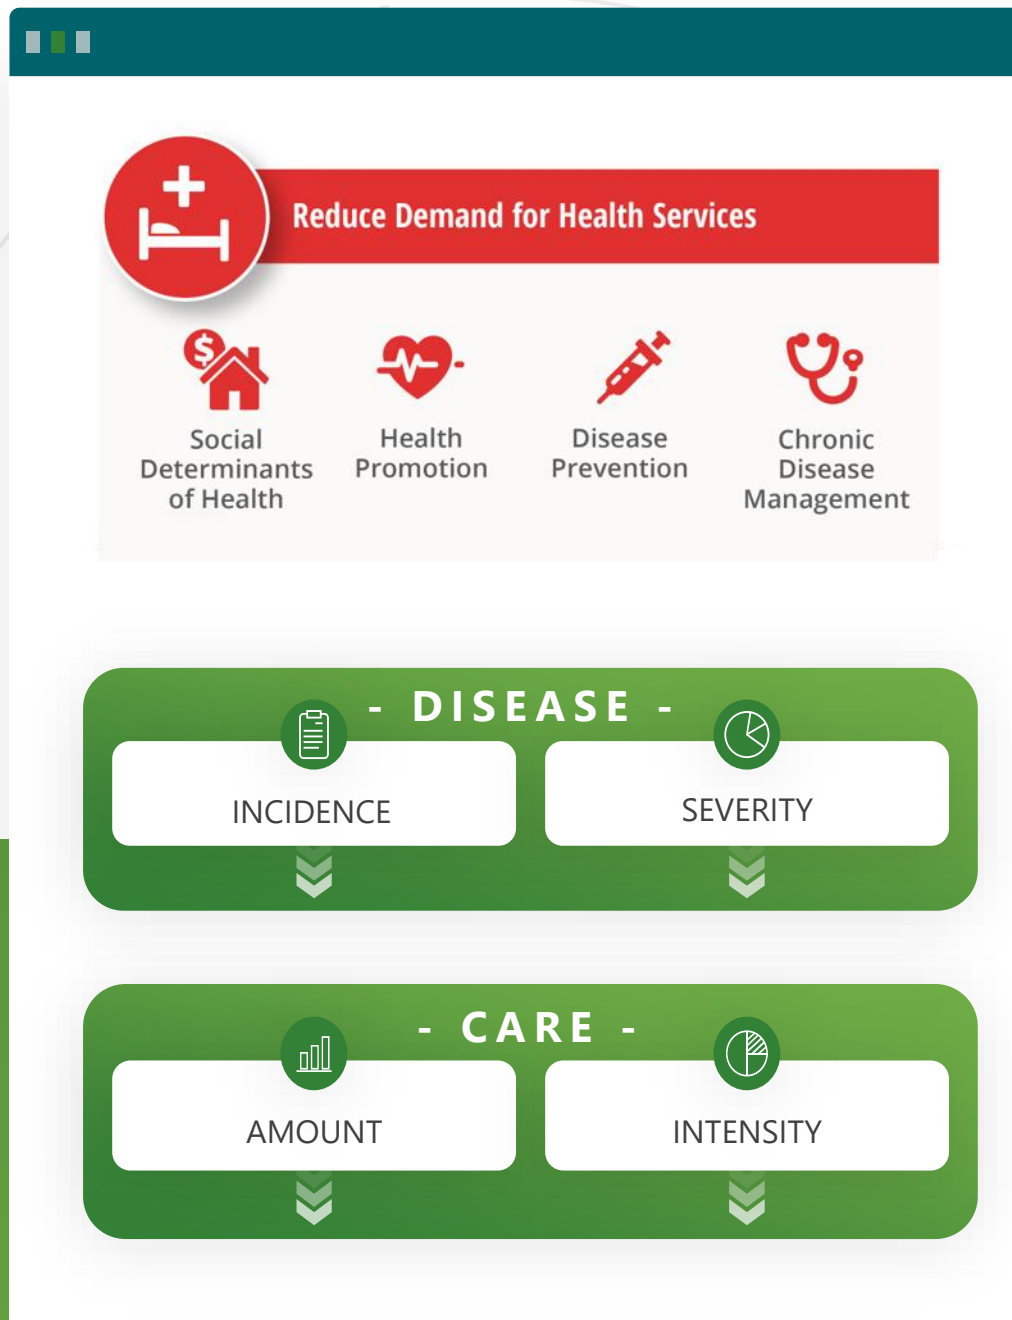 Reduce Demand for Health Services
Social
Determinants
of Health
Health
Promotion
Disease
Prevention
Chronic
Disease
Management
- DISEASE -
INCIDENCE
SEVERITY
- CARE -
AMOUNT
INTENSITY